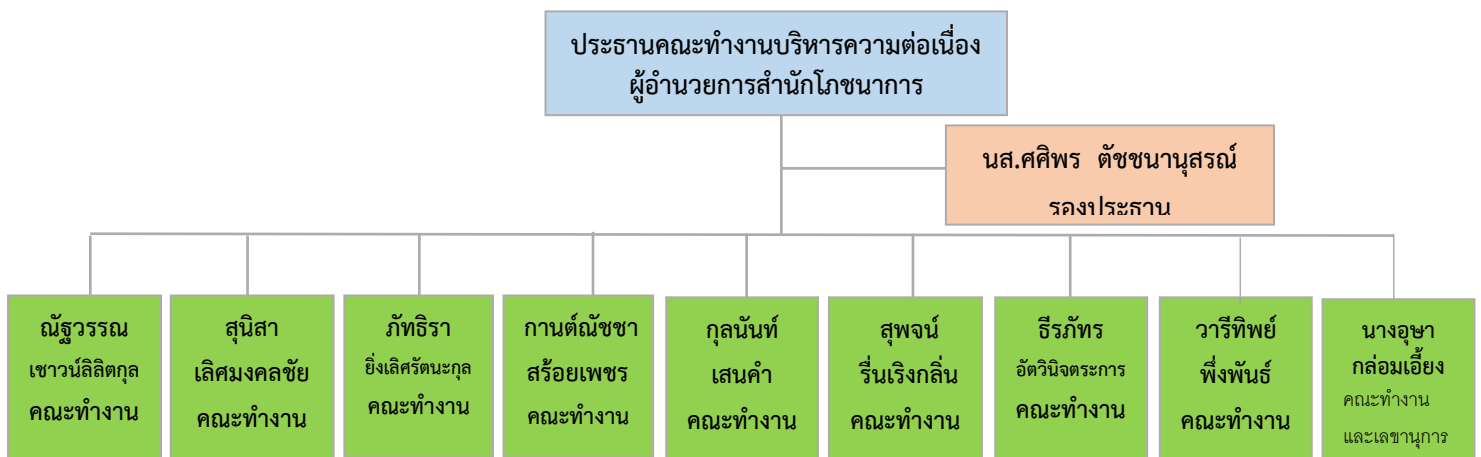 ประธานคณะทำงานบริหารความต่อเนื่อง
ผู้อำนวยการสำนักโภชนาการ
นส.ศศิพร ตัชชนานุสรณ์
รองประธาน
ณัฐวรรณ
เชาวน์ลิลิตกุล
คณะทำงาน
สุนิสา
เลิศมงคลชัย
คณะทำงาน
ภัทธิรา
ยิ่งเลิศรัตนะกุล
คณะทำงาน
กานต์ณัชชา
สร้อยเพชร
คณะทำงาน
กุลนันท์
เสนคำ
คณะทำงาน
สุพจน์
รื่นเริงกลิ่น
คณะทำงาน
ธีรภัทร
อัตวินิจตระการ
คณะทำงาน
วารีทิพย์
พึ่งพันธ์
คณะทำงาน
นางอุษา
กล่อมเอี้ยง
คณะทำงาน
และเลขานุการ